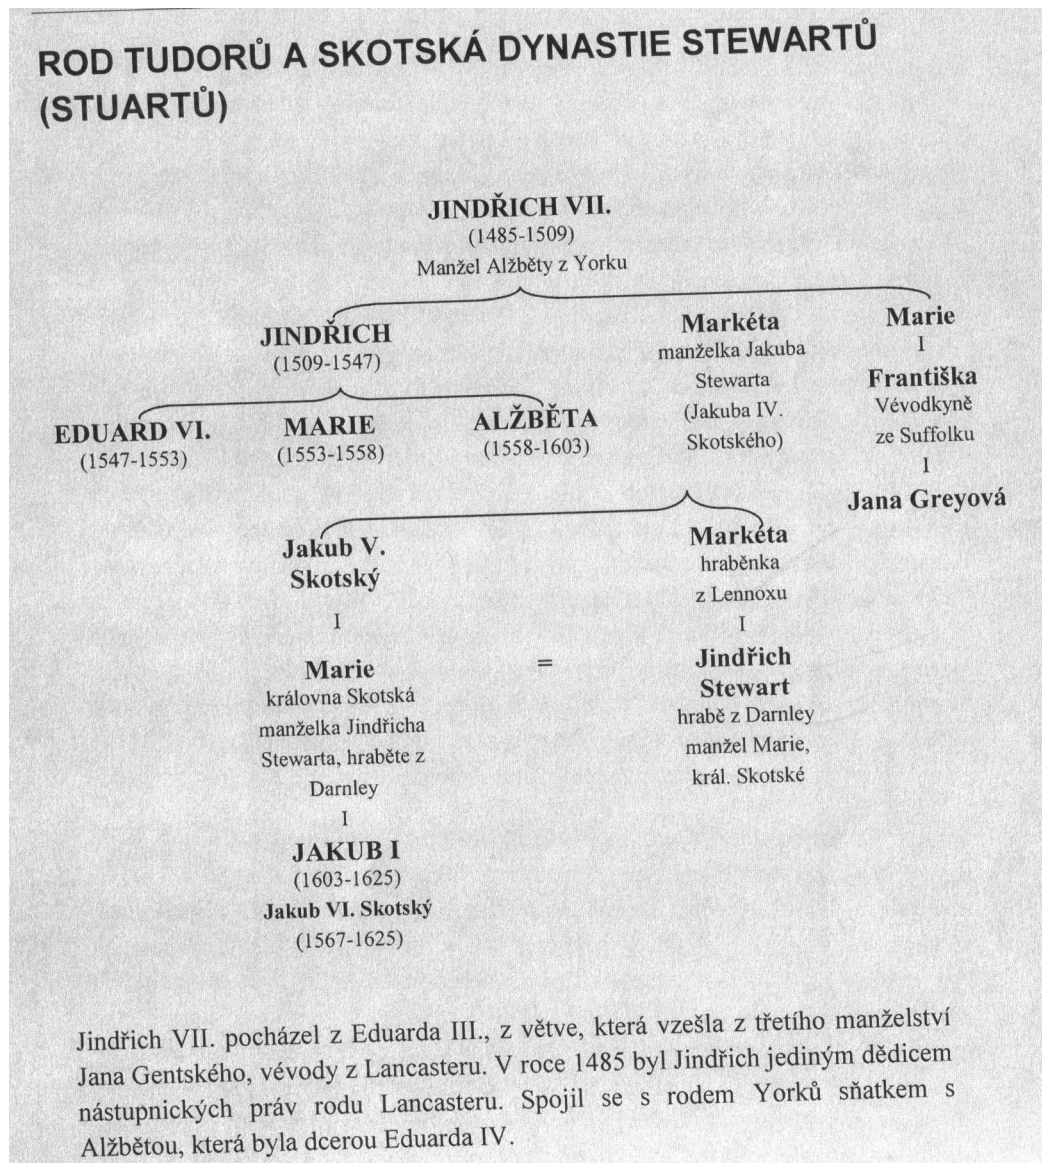 ROD TUDORŮ A SKOTSKÁ DYNASTIE STEWARTŮ
(STUARTŮ)
JINDŘICH VII.
(1485-1509)
Manžel Alžběty z Yorku
JINDŘICH
(1509-1547)
Markéta
manželka Jakuba
Stewarta
(Jakuba IV.
Skotského)
Marie
I
Františka
Vévodkyně
ze Suffolku
I
Jana Greyová
EDUARD VI.
(1547-1553)
MARIE
(1553-1558)
ALŽBĚTA
(1558-1603)
Jakub V.
Skotský
I
Marie
královna Skotská
manželka Jindřicha
Stewarta, hraběte z
Darnley
I
JAKUB I
(1603-1625)
Jakub VI. Skotský
(1567-1625)
=
Markéta
hraběnka
z Lennoxu
I
Jindřich
Stewart
hrabě z Darnley
manžel Marie,
král. Skotské
Jindřich VII. pocházel z Eduarda III., z větve, která vzešla z třetího manželství
Jana Gentského, vévody z Lancasteru. V roce 1485 byl Jindřich jediným dědicem
nástupnických práv rodu Lancasteru. Spojil se s rodem Yorků sňatkem s
Alžbětou, která byla dcerou Eduarda IV.